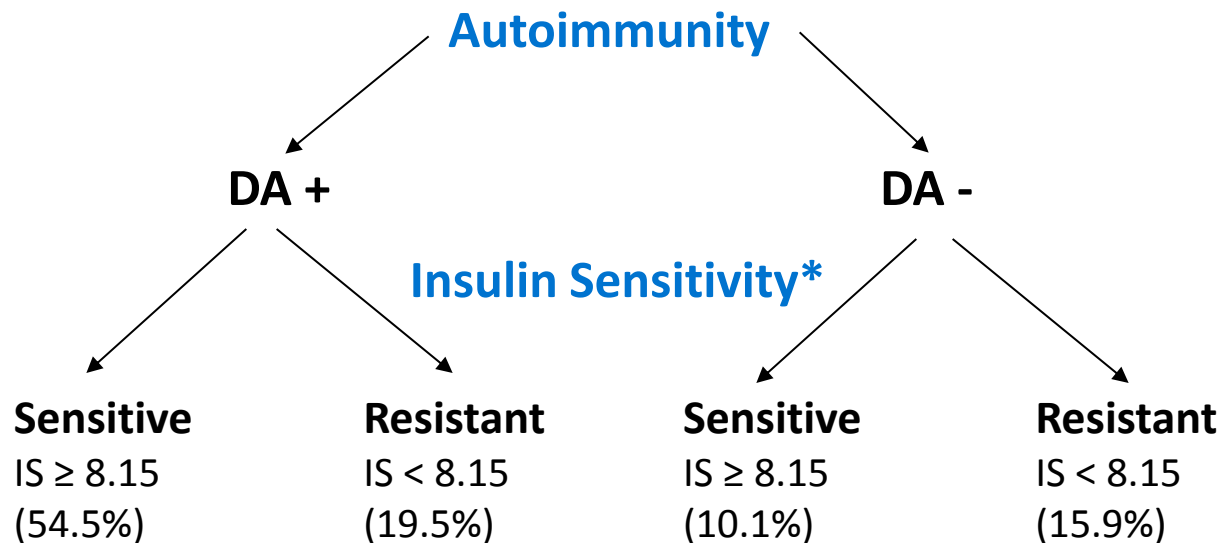 Autoimmunity
DA +
DA -
Insulin Sensitivity*
Sensitive
IS ≥ 8.15
(54.5%)
Resistant
IS < 8.15
(19.5%)
Sensitive
IS ≥ 8.15
(10.1%)
Resistant
IS < 8.15
(15.9%)